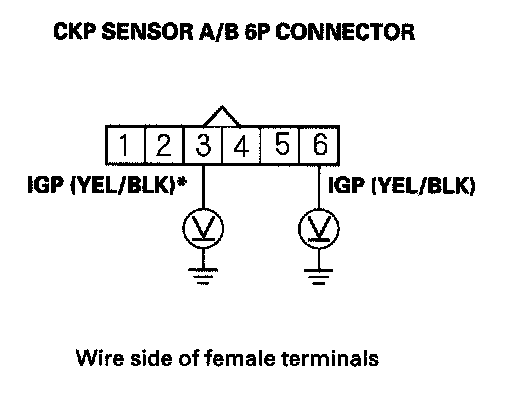 CKP SENSOR A/B 6P CONNECTOR
1 2 3 4 5 6
IGP (YEL/BLK)* IGP (YEL/BLK)
V V
Wire side of female terminals